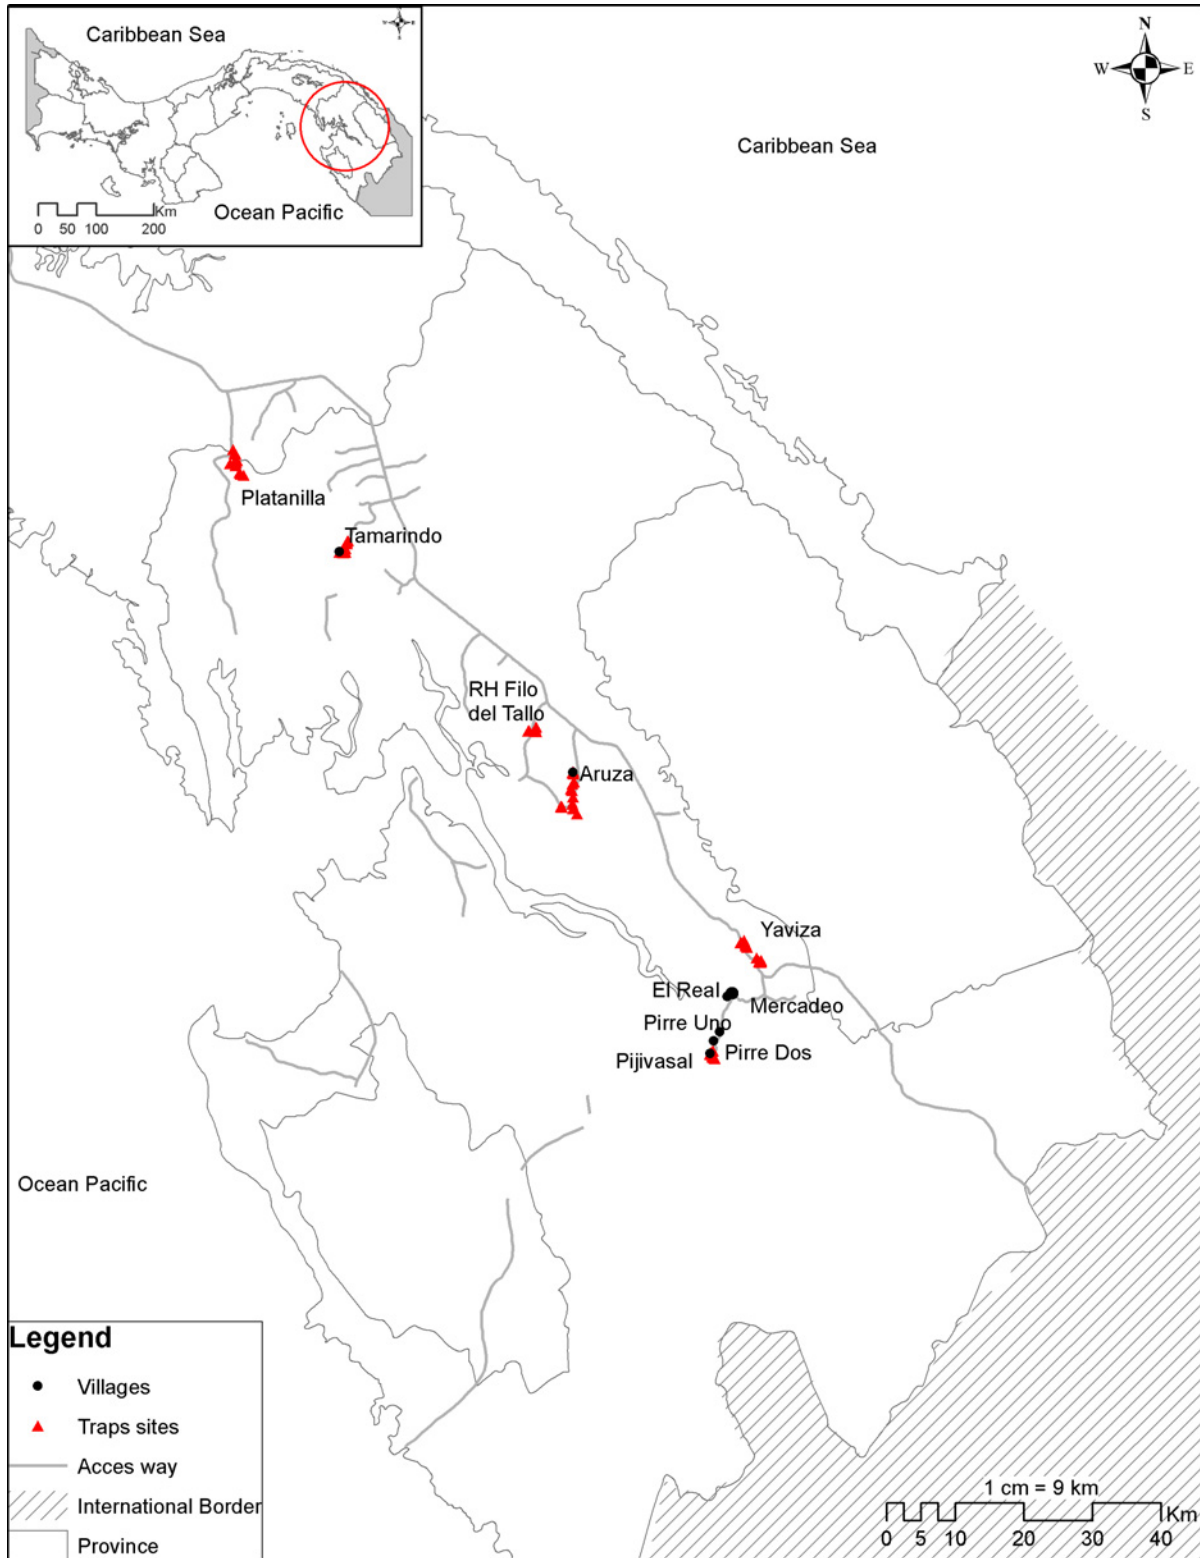 Caribbean Sea
N
W E
S
Ocean Pacific
Km
0 50 100 200
N
W E
S
Caribbean Sea
Platanilla
Tamarindo
RH Filo
del Tallo
Aruza
Yaviza
El Real
Mercadeo
Pirre Uno
Pirre Dos
Pijivasal
Ocean Pacific
Legend
Villages
Traps sites
Acces way
International Border
Province
1 cm = 9 km
Km
0 5 10 20 30 40